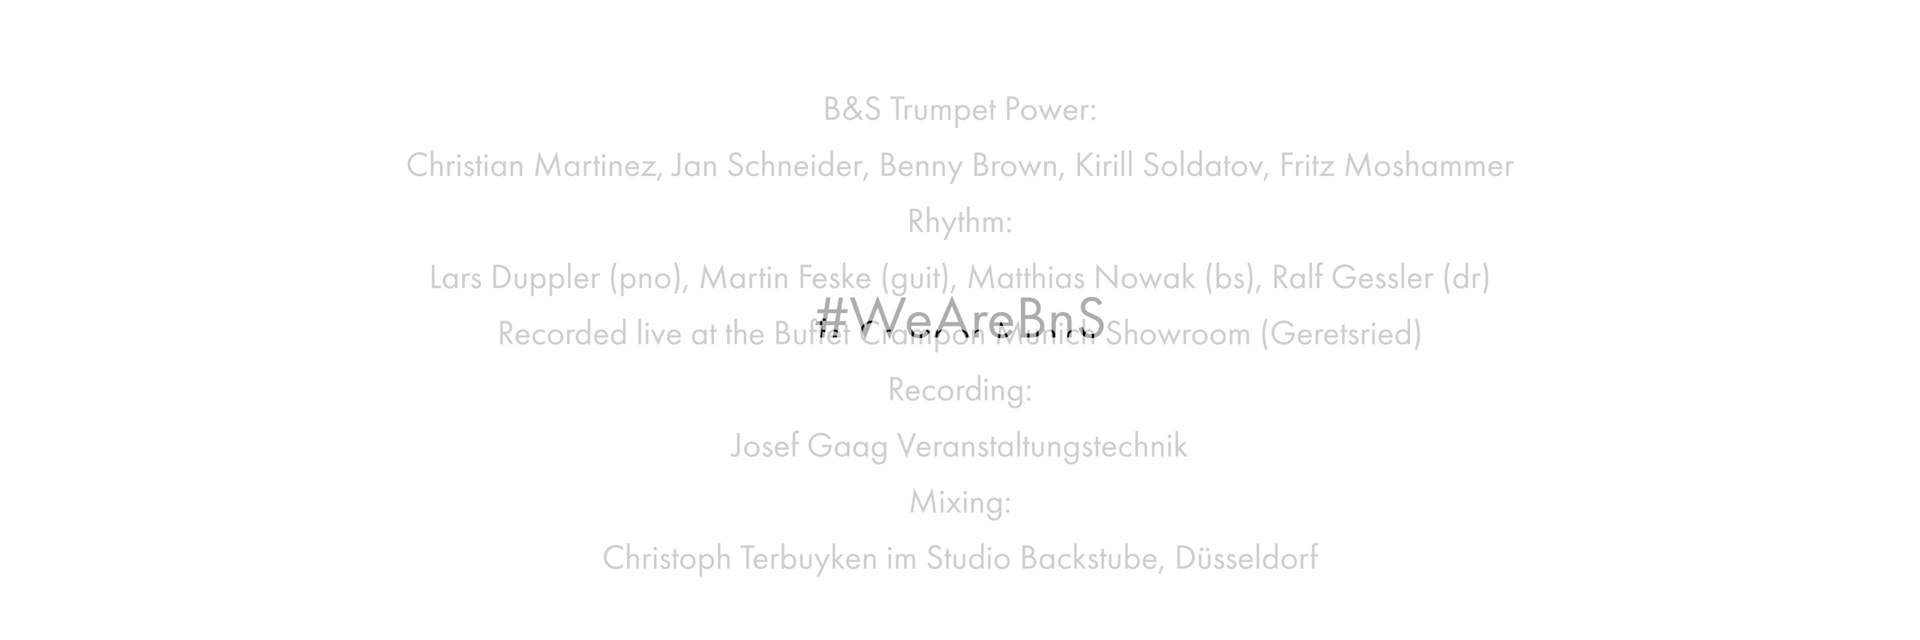 B&S Trumpet Power:
Christian Martinez, Jan Schneider, Benny Brown, Kirill Soldatov, Fritz Moshammer
Rhythm:
Lars Duppler (pno), Martin Feske (guit), Matthias Nowak (bs), Ralf Gessler (dr)
#WeAreBnS
Recorded live at the Buffet Crampon Munich Showroom (Geretsried)
Recording:
Josef Gaag Veranstaltungstechnik
Mixing:
Christoph Terbuyken im Studio Backstube, Düsseldorf